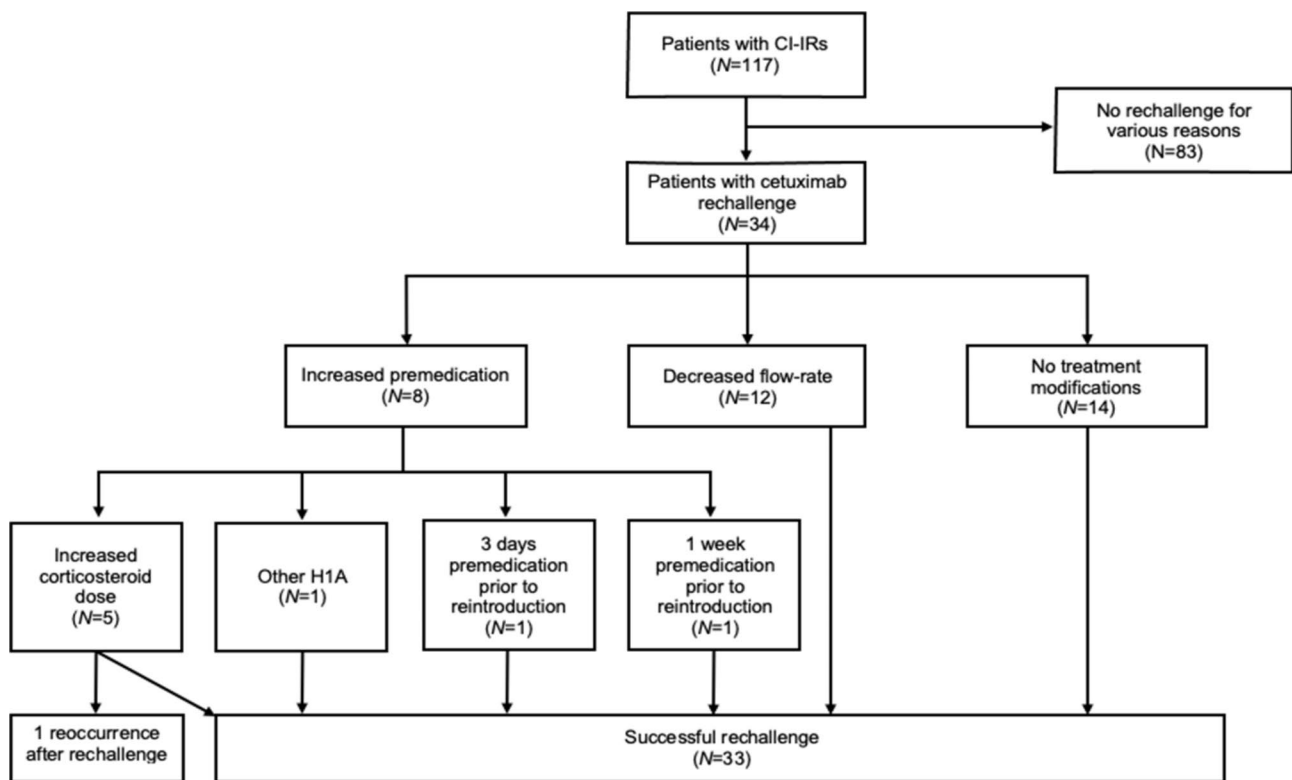 Patients with CI-IRs
(N=117)
No rechallenge for
various reasons
(N=83)
Patients with cetuximab
rechallenge
(N=34)
Increased premedication
(N=8)
Decreased flow-rate
(N=12)
No treatment
modifications
(N=14)
Increased
corticosteroid
dose
(N=5)
Other H1A
(N=1)
3 days
premedication
prior to
reintroduction
(N=1)
1 week
premedication
prior to
reintroduction
(N=1)
1 reoccurrence
after rechallenge
Successful rechallenge
(N=33)